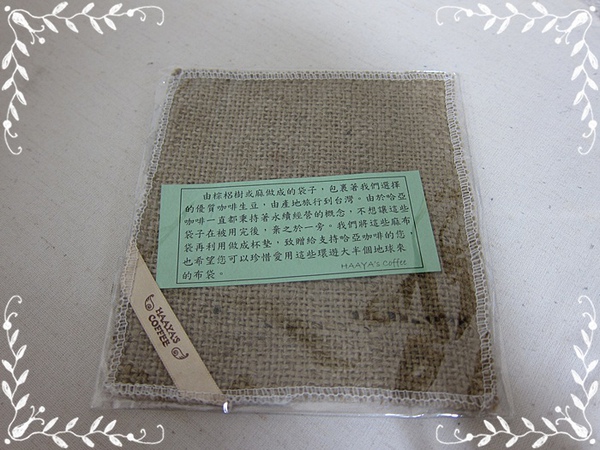 由棕梠樹或麻做成的袋子，包裹著我們選擇
的優質咖啡生豆，由產地旅行到台灣。由於哈亞
咖啡一直都秉持著永續經營的概念，不想讓這些
袋子在被用完後，棄之於一旁。我們將這些麻布
袋再利用做成杯墊，致贈給支持哈亞咖啡的您，
也希望您可以珍惜愛用這些環遊大半個地球來
的布袋。
HAAYA's Coffee
HAAYA'S
COFFEE